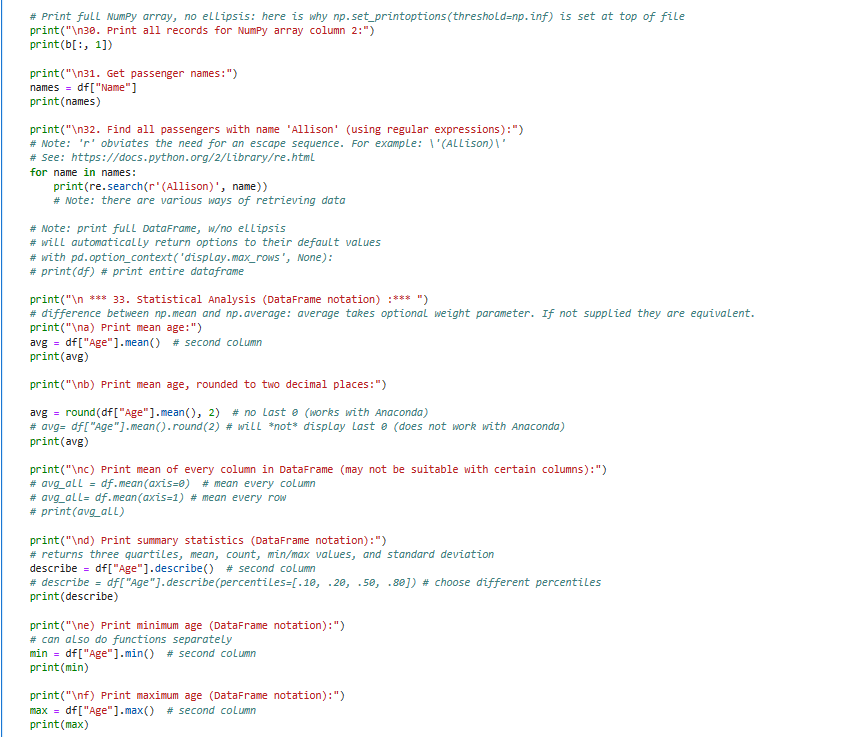 # Print full NumPy array, no ellipsis: here is why np.set_printoptions(threshold=np.inf) is set at top of file
print("\n30. Print all records for NumPy array column 2:")
print(b[:, 1])
print("\n31. Get passenger names:")
names = df["Name"]
print(names)
print("\n32. Find all passengers with name 'Allison' (using regular expressions):")
# Note: 'r' obviates the need for an escape sequence. For example: \'(Allison)\'
# See: https://docs.python.org/2/library/re.html
for name in names:
    print(re.search(r'(Allison)', name))
    # Note: there are various ways of retrieving data
# Note: print full DataFrame, w/no ellipsis
# will automatically return options to their default values
# with pd.option_context('display.max_rows', None):
# print(df) # print entire dataframe
print("\n *** 33. Statistical Analysis (DataFrame notation) :*** ")
# difference between np.mean and np.average: average takes optional weight parameter. If not supplied they are equivalent.
print("\na) Print mean age:")
avg = df["Age"].mean()  # second column
print(avg)
print("\nb) Print mean age, rounded to two decimal places:")
avg = round(df["Age"].mean(), 2)  # no last 0 (works with Anaconda)
# avg= df["Age"].mean().round(2) # will *not* display last 0 (does not work with Anaconda)
print(avg)
print("\nc) Print mean of every column in DataFrame (may not be suitable with certain columns):")
# avg_all = df.mean(axis=0)  # mean every column
# avg_all= df.mean(axis=1) # mean every row
# print(avg_all)
print("\nd) Print summary statistics (DataFrame notation):")
# returns three quartiles, mean, count, min/max values, and standard deviation
describe = df["Age"].describe()  # second column
# describe = df["Age"].describe(percentiles=[.10, .20, .50, .80]) # choose different percentiles
print(describe)
print("\ne) Print minimum age (DataFrame notation):")
# can also do functions separately
min = df["Age"].min()  # second column
print(min)
print("\nf) Print maximum age (DataFrame notation):")
max = df["Age"].max()  # second column
print(max)